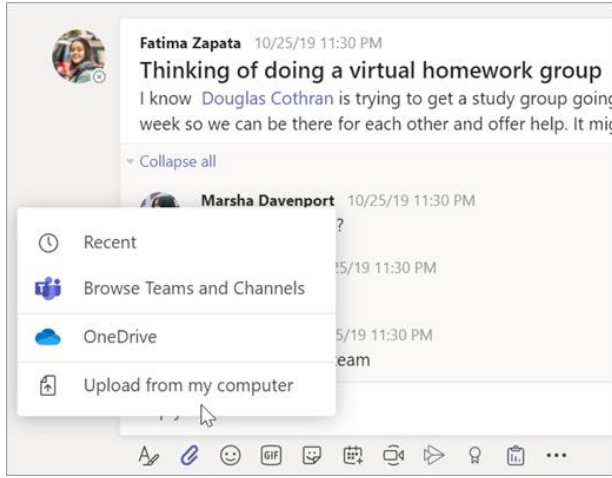 Fatima Zapata 10/25/19 11:30 PM
Thinking of doing a virtual homework group
I know Douglas Cothran is trying to get a study group going
week so we can be there for each other and offer help. It
Collapse all
Marsha Davenport 10/25/19 11:30 PM
?
Recent
5/19 11:30 PM
Browse Teams and Channels
OneDrive
5/19 11:30 PM
eam
Upload from my computer
GIF